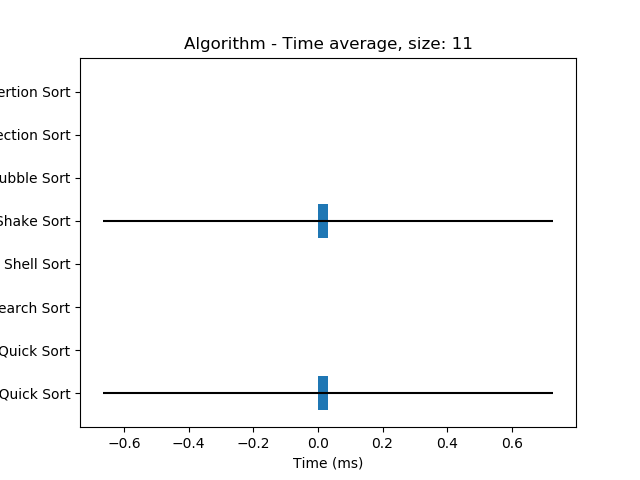 Algorithm - Time average, size: 11
ertion Sort
ection Sort
ubble Sort
Shake Sort
Shell Sort
earch Sort
Quick Sort
Quick Sort
−0.6 −0.4 −0.2 0.0 0.2 0.4 0.6
Time (ms)